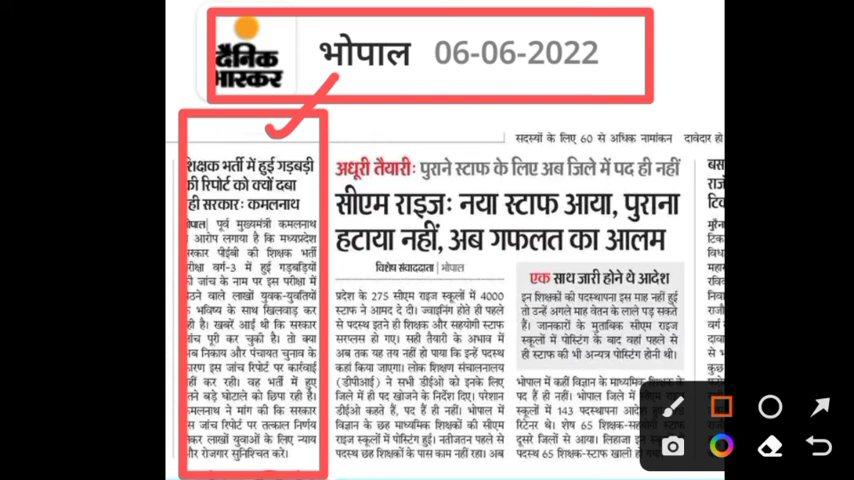 दैनिक
भास्कर
भोपाल 06-06-2022
सदस्यों के लिए 60 से अधिक नामांकन दावेदार हो
शिक्षक भर्ती में हुई गड़बड़ी
की रिपोर्ट को क्यों दबा
रही सरकार: कमलनाथ
भोपाल| पूर्व मुख्यमंत्री कमलनाथ
आरोप लगाया है कि मध्यप्रदेश
सरकार पीईबी की शिक्षक भर्ती
परीक्षा वर्ग-3 में हुई गड़बड़ियों
की जांच के नाम पर इस परीक्षा में
बैठने वाले लाखों युवक-युवतियों
के भविष्य के साथ खिलवाड़ कर
रही है। खबरें आईं थी कि सरकार
जांच पूरी कर चुकी है। तो क्या
अब निकाय और पंचायत चुनाव के
कारण इस जांच रिपोर्ट पर कार्रवाई
नहीं कर रही। वह भर्ती में हुए
इतने बड़े घोटाले को छिपा रही है।
कमलनाथ ने मांग की कि सरकार
इस जांच रिपोर्ट पर तत्काल निर्णय
लेकर लाखों युवाओं के लिए न्याय
और रोजगार सुनिश्चित करे।
अधूरी तैयारी: पुराने स्टाफ के लिए अब जिले में पद ही नहीं
सीएम राइज: नया स्टाफ आया, पुराना
हटाया नहीं, अब गफलत का आलम
विशेष संवाददाता | भोपाल
प्रदेश के 275 सीएम राइज स्कूलों में 4000
स्टाफ ने आमद दे दी। ज्वाइनिंग होते ही पहले
से पदस्थ इतने ही शिक्षक और सहयोगी स्टाफ
सरप्लस हो गए। सही तैयारी के अभाव में
अब तक यह तय नहीं हो पाया कि इन्हें पदस्थ
कहां किया जाएगा। लोक शिक्षण संचालनालय
(डीपीआई) ने सभी डीईओ को इनके लिए
जिले में ही पद खोजने के निर्देश दिए। परेशान
डीईओ कहते हैं, पद हैं ही नहीं। भोपाल में
विज्ञान के छह माध्यमिक शिक्षकों की सीएम
राइज स्कूलों में पोस्टिंग हुई। नतीजतन पहले से
पदस्थ छह शिक्षकों के पास काम नहीं रहा। अब
एक साथ जारी होने थे आदेश
इन शिक्षकों की पदस्थापना इस माह नहीं हुई
तो उन्हें अगले माह वेतन के लाले पड़ सकते
हैं। जानकारों के मुताबिक सीएम राइज
स्कूलों में पोस्टिंग के बाद वहां पहले से
ही स्टाफ की भी अन्यत्र पोस्टिंग होनी थी।
भोपाल में कहीं विज्ञान के माध्यमिक शिक्षक के
पद हैं ही नहीं। भोपाल जिले में सीएम
स्कूलों में 143 पदस्थापना आदेश
रिटेनर थे। शेष 65 शिक्षक
दूसरे जिलों से आया। लिहाजा
पदस्थ 65 शिक्षक-स्टाफ खाली